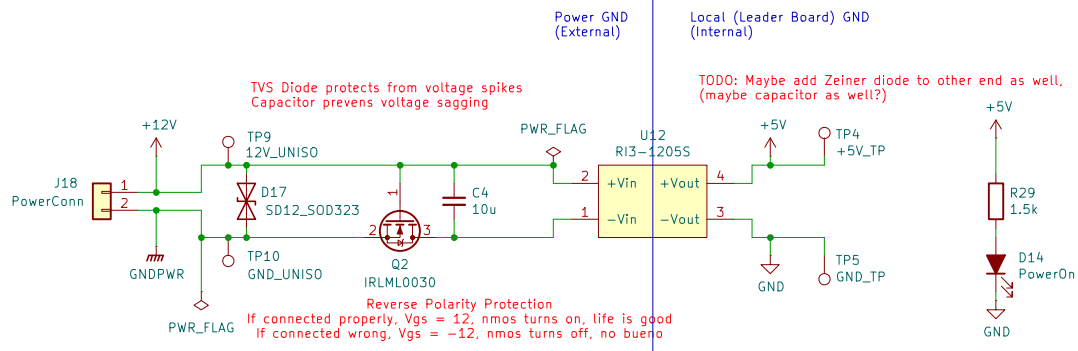 Power GND
(External)
Local (Leader Board) GND
(Internal)
TVS Diode protects from voltage spikes
Capacitor prevens voltage sagging
TODO: Maybe add Zeiner diode to other end as well,
(maybe capacitor as well?)
+12V
TP9
12V_UNISO
PWR_FLAG
U12
RI3-1205S
+5V
TP4
+5V_TP
+5V
J18
PowerConn
1
2
D17
SD12_SOD323
1
2
3
C4
10u
2
+Vin
+Vout
4
1
-Vin
-Vout
3
R29
1.5k
GNDPWR
TP10
GND_UNISO
Q2
IRLML0030
GND
TP5
GND_TP
D14
PowerOn
GND
PWR_FLAG
Reverse Polarity Protection
If connected properly, Vgs = 12, nmos turns on, life is good
If connected wrong, Vgs = -12, nmos turns off, no bueno